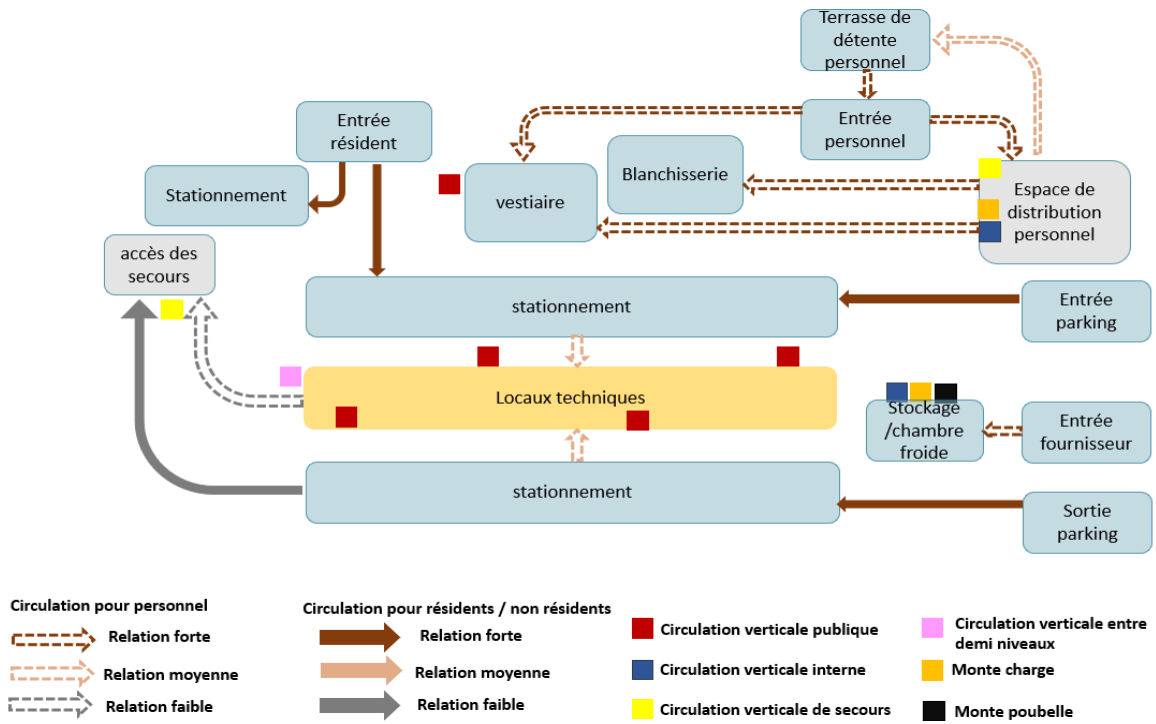 Terrasse de
détente
personnel
Entrée
résident
Entrée
personnel
Blanchisserie
Stationnement
vestiaire
Espace de
distribution
personnel
accès des
secours
stationnement
Entrée
parking
Locaux techniques
Stockage
/chambre
froide
Entrée
fournisseur
stationnement
Sortie
parking
Circulation pour personnel
Relation forte
Relation moyenne
Relation faible
Circulation pour résidents / non résidents
Relation forte
Relation moyenne
Relation faible
Circulation verticale publique
Circulation verticale interne
Circulation verticale de secours
Circulation verticale entre
demi niveaux
Monte charge
Monte poubelle